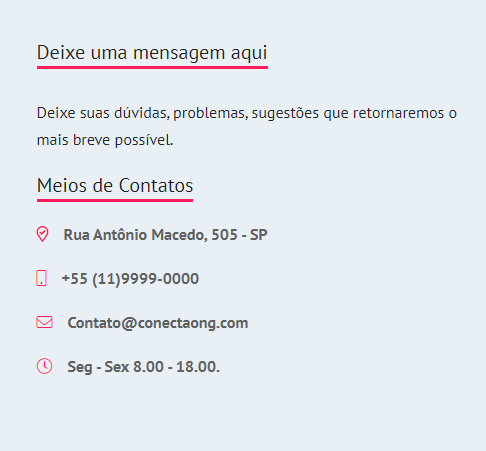 Deixe uma mensagem aqui
Deixe suas dúvidas, problemas, sugestões que retornaremos o
mais breve possível.
Meios de Contatos
Rua Antônio Macedo, 505 - SP
+55 (11)9999-0000
Contato@conectaong.com
Seg - Sex 8.00 - 18.00.